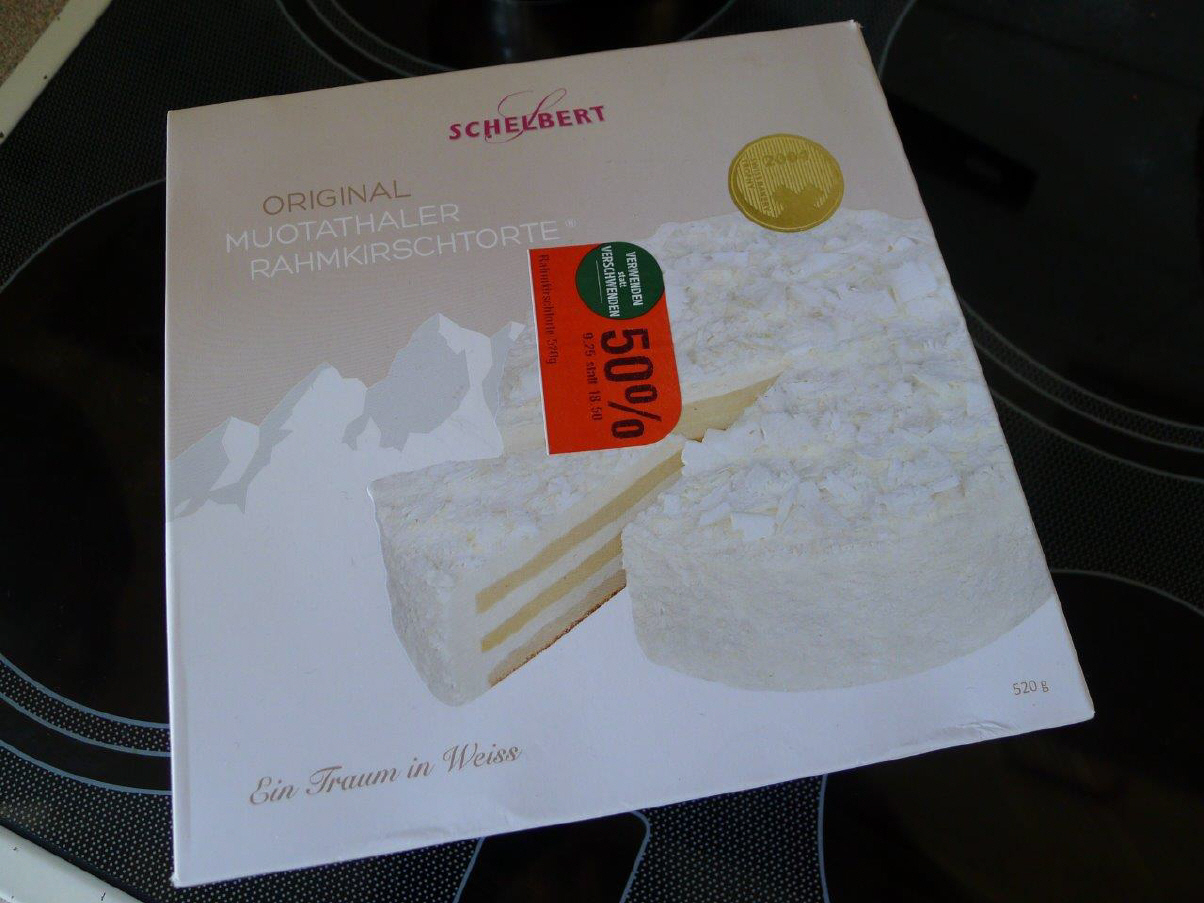 SCHELBERT
ORIGINAL
MUOTATHALER
RAHMKIRSCHTORTE®
2006
VERWENDEN
statt
VERSCHWENDEN
50%
9.25 statt 18.50
Rahmkirschtorte 520g
520 g
Ein Traum in Weiss